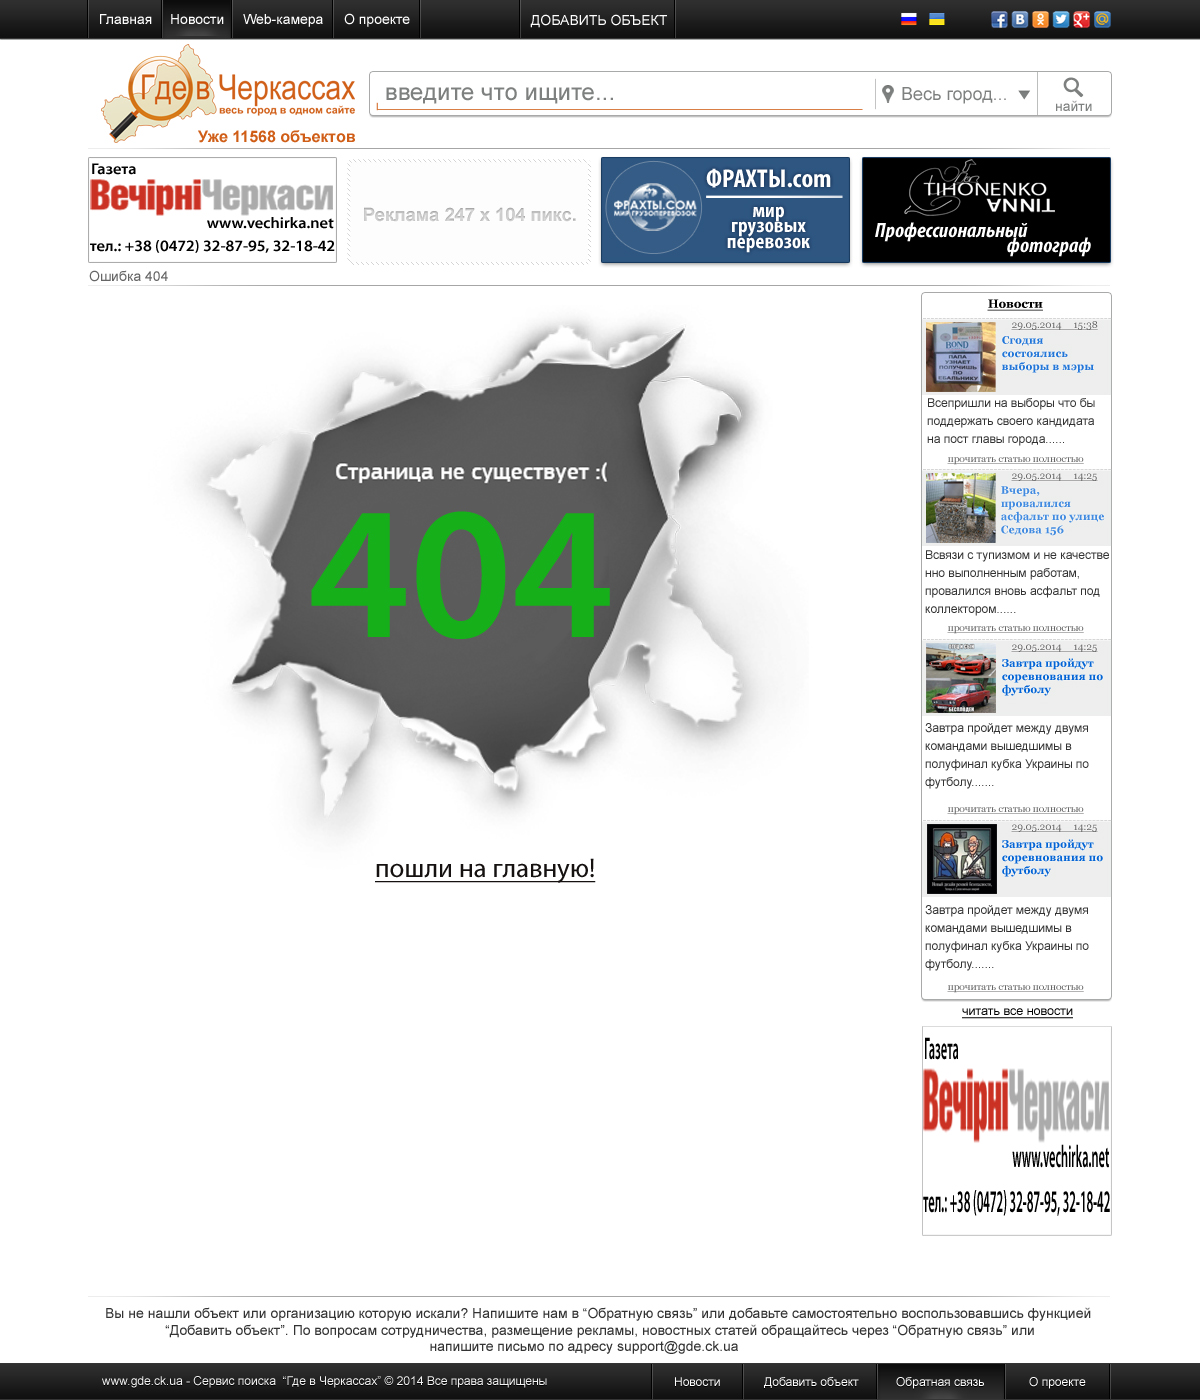 Главная Новости Web-камера О проекте ДОБАВИТЬ ОБЪЕКТ
Где в Черкассах
весь город в одном сайте
Уже 11568 объектов
введите что ищите...
Весь город...
найти
Газета
ВечірніЧеркаси
www.vechirka.net
тел.: +38 (0472) 32-87-95, 32-18-42
Реклама 247 x 104 пикс.
ФРАХТЫ.COM
МИР ГРУЗОПЕРЕВОЗОК
ФРАХТЫ.com
мир
грузовых
перевозок
TIHONENKO
INNA
Профессиональный
фотограф
Ошибка 404
Страница не существует :(
404
пошли на главную!
Новости
29.05.2014 15:38
BOND
ПАПА
УЗНАЕТ
ПОЛУЧИШЬ
ПО
ЕБАЛЬНИКУ
Сгодня
состоялись
выборы в мэры
Всепришли на выборы что бы
поддержать своего кандидата
на пост главы города......
прочитать статью полностью
29.05.2014 14:25
Вчера,
провалился
асфальт по улице
Седова 156
Всвязи с тупизмом и не качестве
нно выполненным работам,
провалился вновь асфальт под
коллектором......
прочитать статью полностью
29.05.2014 14:25
Завтра пройдут
соревнования по
футболу
Завтра пройдет между двумя
командами вышедшимы в
полуфинал кубка Украины по
футболу.......
прочитать статью полностью
29.05.2014 14:25
Завтра пройдут
соревнования по
футболу
Завтра пройдет между двумя
командами вышедшимы в
полуфинал кубка Украины по
футболу.......
прочитать статью полностью
читать все новости
Газета
ВечірніЧеркаси
www.vechirka.net
тел.: +38 (0472) 32-87-95, 32-18-42
Вы не нашли объект или организацию которую искали? Напишите нам в “Обратную связь” или добавьте самостоятельно воспользовавшись функцией
“Добавить объект”. По вопросам сотрудничества, размещение рекламы, новостных статей обращайтесь через “Обратную связь” или
напишите письмо по адресу support@gde.ck.ua
www.gde.ck.ua - Сервис поиска “Где в Черкассах” © 2014 Все права защищены
Новости Добавить объект Обратная связь О проекте